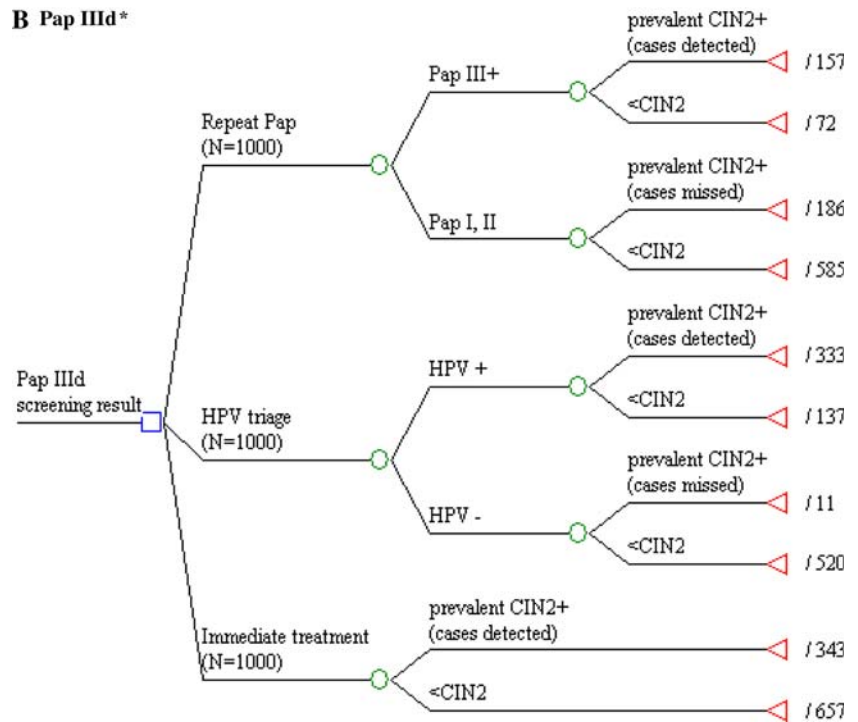 B Pap IIId*
prevalent CIN2+
(cases detected)
/ 157
Pap III+
<CIN2
/ 72
Repeat Pap
(N=1000)
prevalent CIN2+
(cases missed)
/ 186
Pap I, II
<CIN2
/ 585
prevalent CIN2+
(cases detected)
/ 333
HPV +
<CIN2
/ 137
Pap IIId
screening result
HPV triage
(N=1000)
prevalent CIN2+
(cases missed)
/ 11
HPV -
<CIN2
/ 520
Immediate treatment
(N=1000)
prevalent CIN2+
(cases detected)
/ 343
<CIN2
/ 657